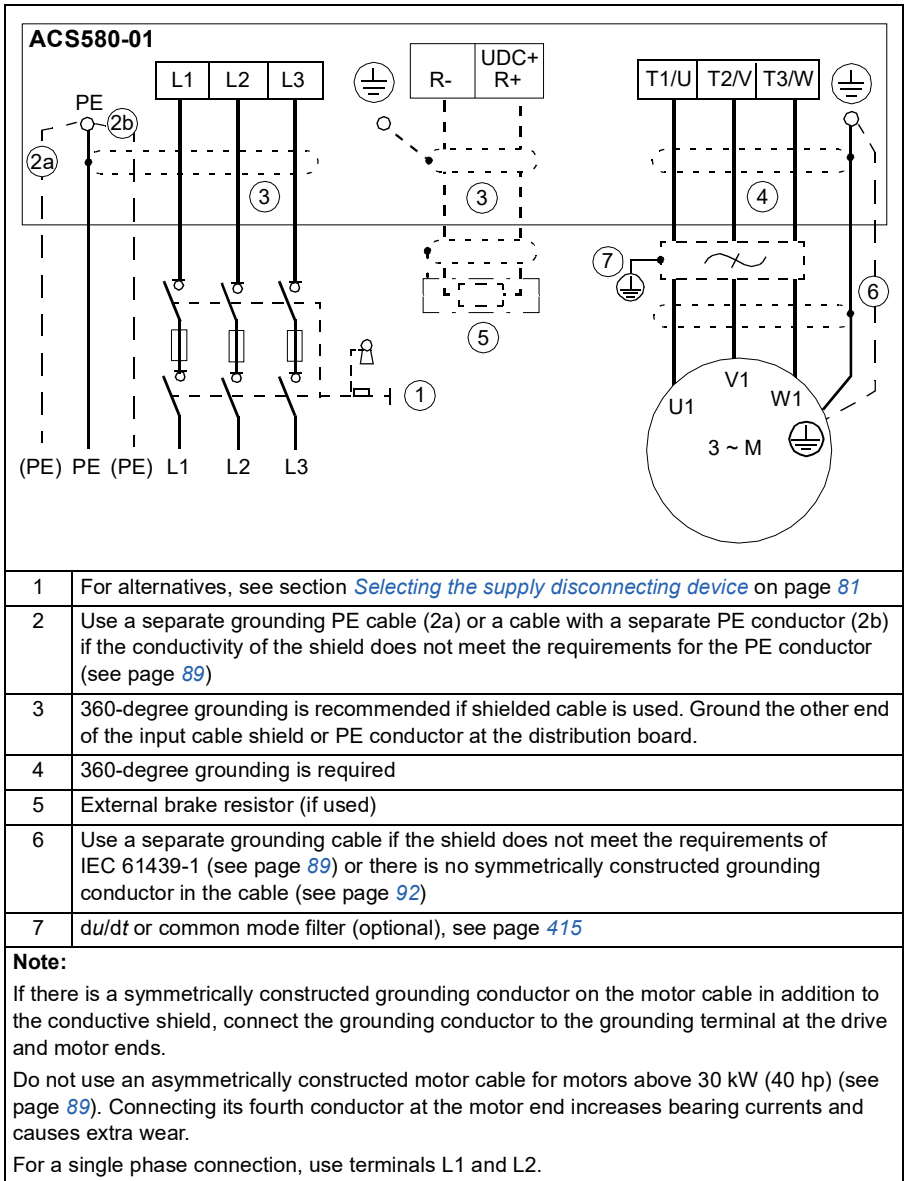 ACS580-01
L1 L2 L3
R- UDC+ R+
T1/U T2/V T3/W
PE
2a
2b
3
3
4
7
6
5
1
(PE) PE (PE) L1 L2 L3
U1
V1
W1
3 ~ M
1 For alternatives, see section Selecting the supply disconnecting device on page 81
2 Use a separate grounding PE cable (2a) or a cable with a separate PE conductor (2b)
if the conductivity of the shield does not meet the requirements for the PE conductor
(see page 89)
3 360-degree grounding is recommended if shielded cable is used. Ground the other end
of the input cable shield or PE conductor at the distribution board.
4 360-degree grounding is required
5 External brake resistor (if used)
6 Use a separate grounding cable if the shield does not meet the requirements of
IEC 61439-1 (see page 89) or there is no symmetrically constructed grounding
conductor in the cable (see page 92)
7 du/dt or common mode filter (optional), see page 415
Note:
If there is a symmetrically constructed grounding conductor on the motor cable in addition to
the conductive shield, connect the grounding conductor to the grounding terminal at the drive
and motor ends.
Do not use an asymmetrically constructed motor cable for motors above 30 kW (40 hp) (see
page 89). Connecting its fourth conductor at the motor end increases bearing currents and
causes extra wear.
For a single phase connection, use terminals L1 and L2.